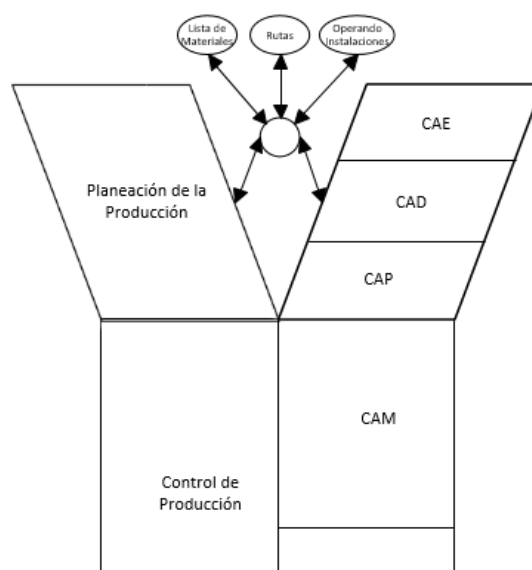 Lista de
Materiales
Rutas
Operando
Instalaciones
CAE
Planeación de la
Producción
CAD
CAP
CAM
Control de
Producción